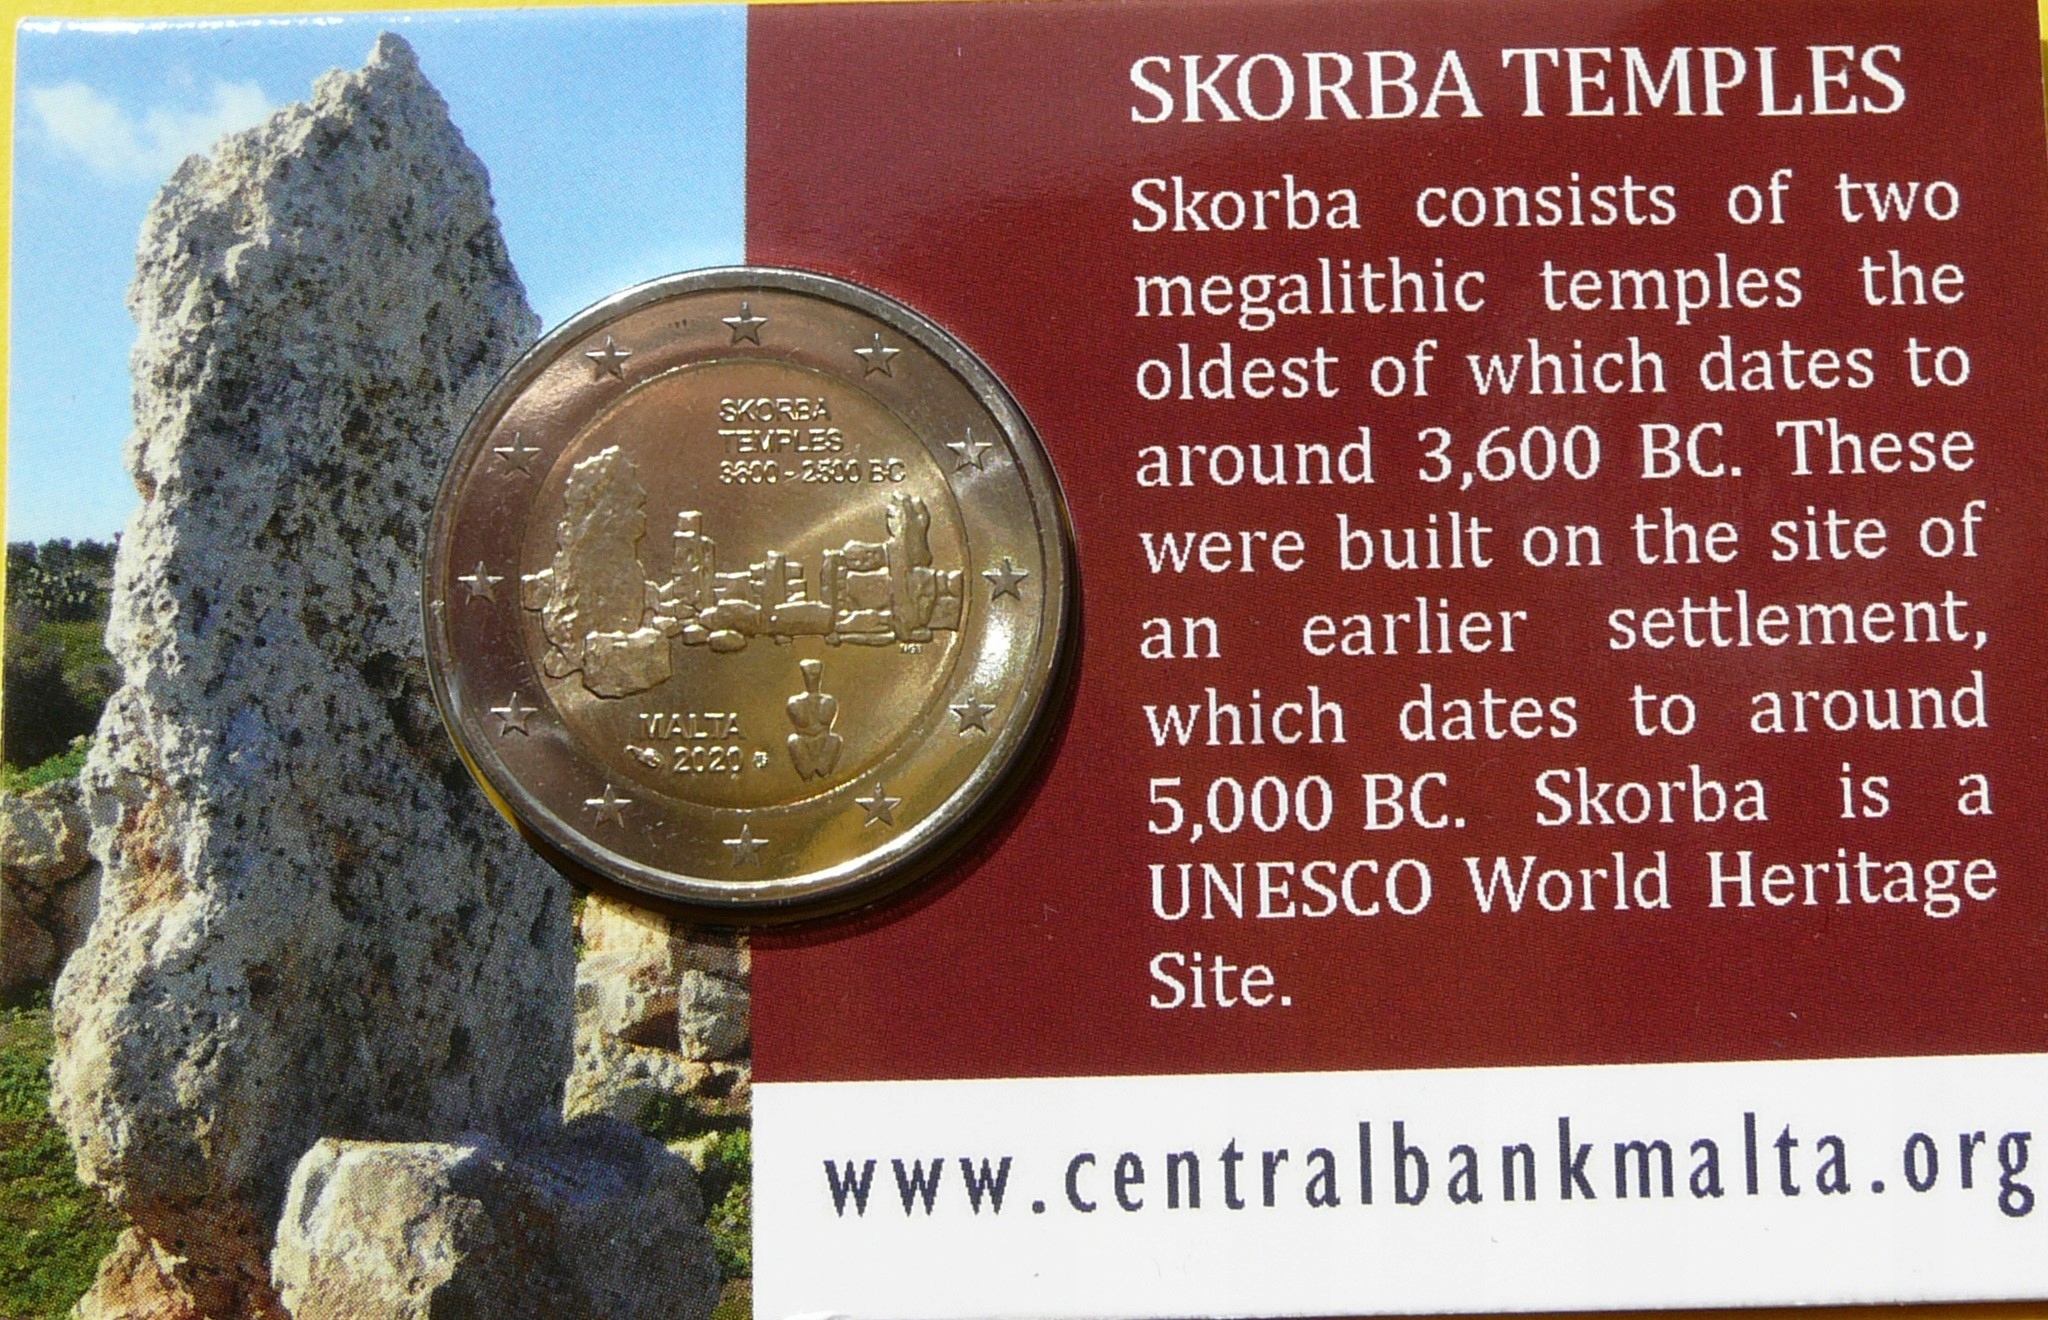 SKORBA TEMPLES
Skorba consists of two
megalithic temples the
oldest of which dates to
around 3,600 BC. These
were built on the site of
an earlier settlement,
which dates to around
5,000 BC. Skorba is a
UNESCO World Heritage
Site.
www.centralbankmalta.org
SKORBA
TEMPLES
3600 - 2500 BC
MALTA
2020